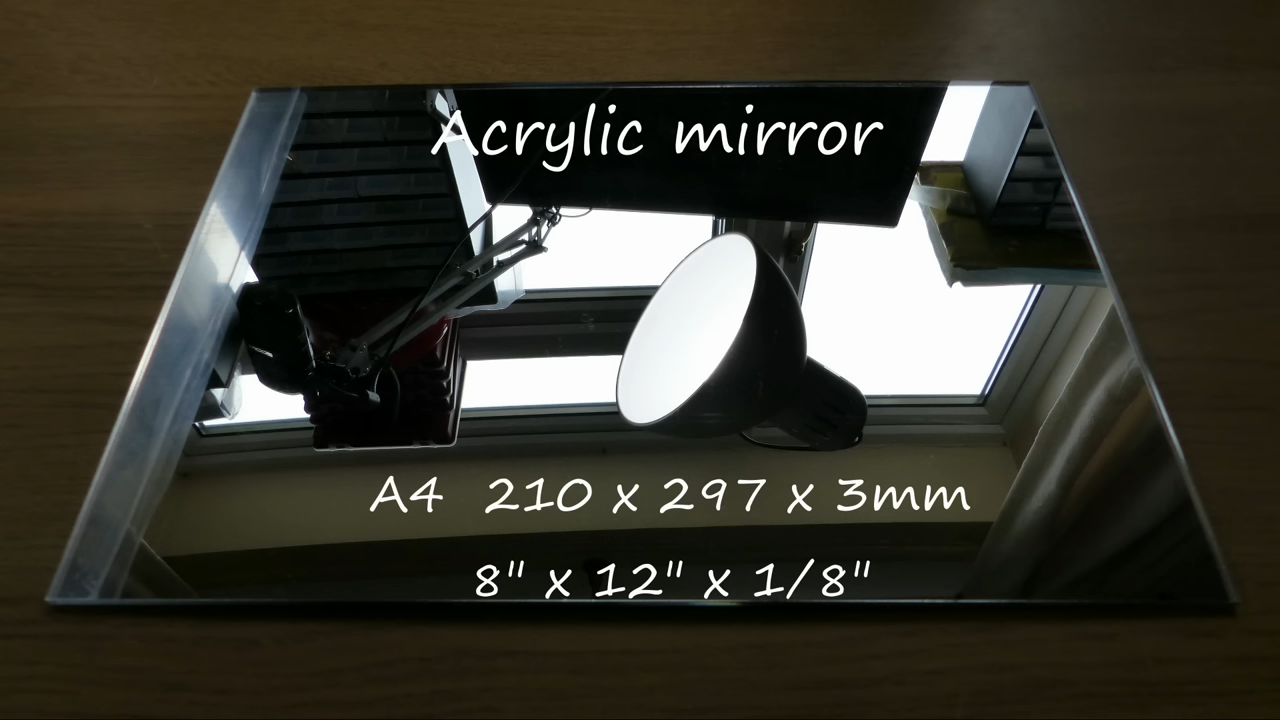 Acrylic mirror
A4 210 x 297 x 3mm
8" x 12" x 1/8"